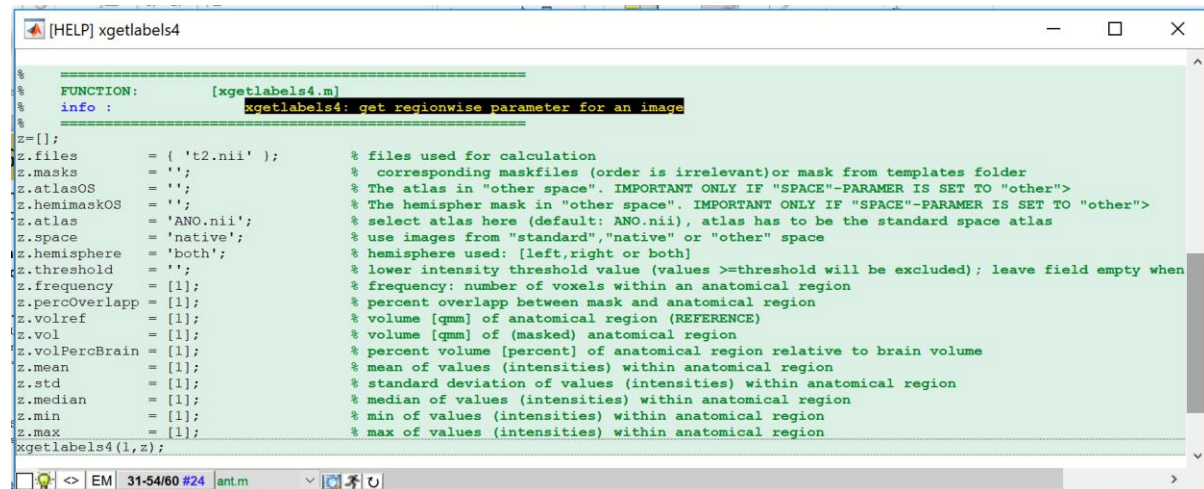 [HELP] xgetlabels4
% ======================================================
% FUNCTION: [xgetlabels4.m]
% info : xgetlabels4: get regionwise parameter for an image
% ======================================================
z=[];
z.files = { 't2.nii' }; % files used for calculation
z.masks = ''; % corresponding maskfiles (order is irrelevant)or mask from templates folder
z.atlasOS = ''; % The atlas in "other space". IMPORTANT ONLY IF "SPACE"-PARAMER IS SET TO "other">
z.hemimaskOS = ''; % The hemispher mask in "other space". IMPORTANT ONLY IF "SPACE"-PARAMER IS SET TO "other">
z.atlas = 'ANO.nii'; % select atlas here (default: ANO.nii), atlas has to be the standard space atlas
z.space = 'native'; % use images from "standard","native" or "other" space
z.hemisphere = 'both'; % hemisphere used: [left,right or both]
z.threshold = ''; % lower intensity threshold value (values >=threshold will be excluded); leave field empty when
z.frequency = [1]; % frequency: number of voxels within an anatomical region
z.percOverlapp = [1]; % percent overlapp between mask and anatomical region
z.volref = [1]; % volume [qmm] of anatomical region (REFERENCE)
z.vol = [1]; % volume [qmm] of (masked) anatomical region
z.volPercBrain = [1]; % percent volume [percent] of anatomical region relative to brain volume
z.mean = [1]; % mean of values (intensities) within anatomical region
z.std = [1]; % standard deviation of values (intensities) within anatomical region
z.median = [1]; % median of values (intensities) within anatomical region
z.min = [1]; % min of values (intensities) within anatomical region
z.max = [1]; % max of values (intensities) within anatomical region
xgetlabels4(1,z);
<> EM 31-54/60 #24 ant.m